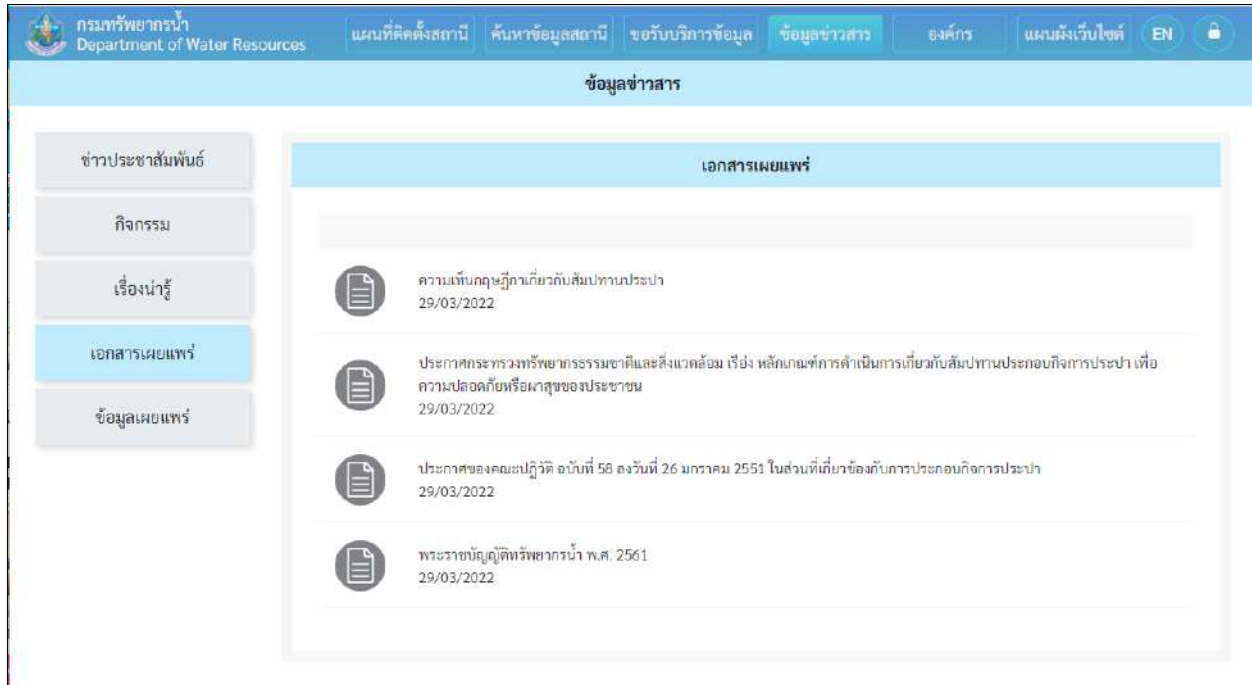 กรมทรัพยากรน้ำ
Department of Water Resources
แผนที่ติดตั้งสถานี
ค้นหาข้อมูลสถานี
ขอรับบริการข้อมูล
ข้อมูลข่าวสาร
องค์กร
แผนผังเว็บไซต์
EN
ข้อมูลข่าวสาร
ข่าวประชาสัมพันธ์
กิจกรรม
เรื่องน่ารู้
เอกสารเผยแพร่
ข้อมูลเผยแพร่
เอกสารเผยแพร่
ความเห็นกฤษฎีกาเกี่ยวกับสัมปทานประปา
29/03/2022
ประกาศกระทรวงทรัพยากรธรรมชาติและสิ่งแวดล้อม เรื่อง หลักเกณฑ์การดำเนินการเกี่ยวกับสัมปทานประกอบกิจการประปา เพื่อ
ความปลอดภัยหรือผาสุขของประชาชน
29/03/2022
ประกาศของคณะปฏิวัติ ฉบับที่ 58 ลงวันที่ 26 มกราคม 2551 ในส่วนที่เกี่ยวข้องกับการประกอบกิจการประปา
29/03/2022
พระราชบัญญัติทรัพยากรน้ำ พ.ศ. 2561
29/03/2022